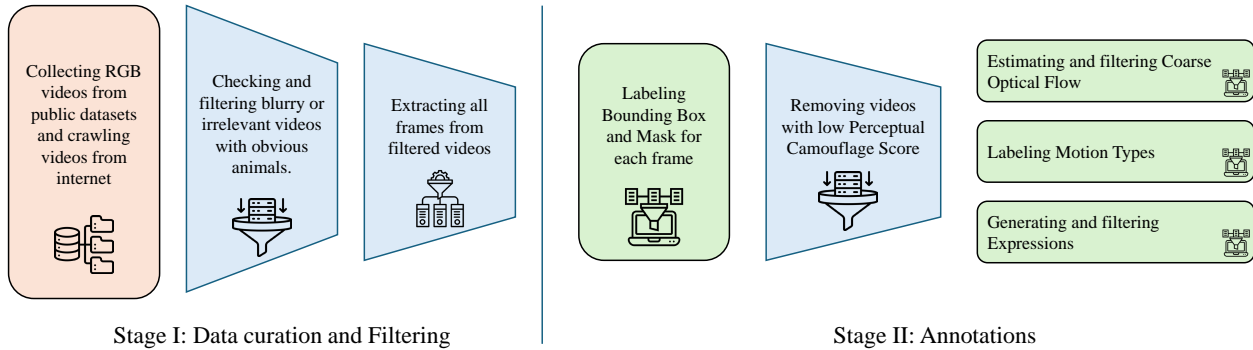 Collecting RGB
videos from
public datasets
and crawling
videos from
internet
Checking and
filtering blurry or
irrelevant videos
with obvious
animals.
Extracting all
frames from
filtered videos
Stage I: Data curation and Filtering
Labeling
Bounding Box
and Mask for
each frame
Removing videos
with low Perceptual
Camouflage Score
Estimating and filtering Coarse
Optical Flow
Labeling Motion Types
Generating and filtering
Expressions
Stage II: Annotations